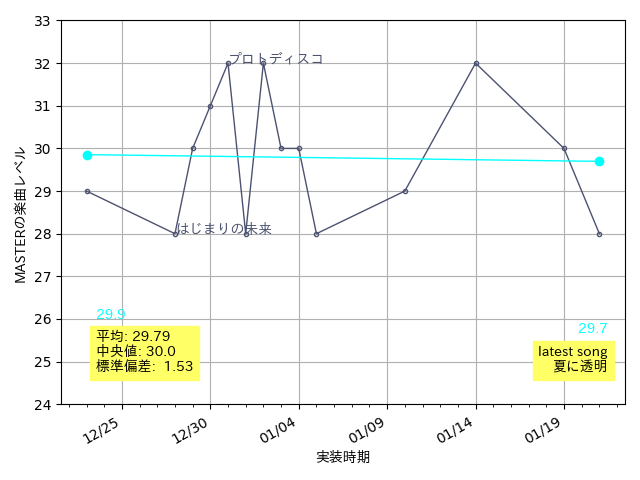 33
32
31
30
29
28
27
26
25
24
MASTERの楽曲レベル
プロトディスコ
はじまりの未来
29.9
平均: 29.79
中央値: 30.0
標準偏差: 1.53
29.7
latest song
夏に透明
12/25
12/30
01/04
01/09
01/14
01/19
実装時期